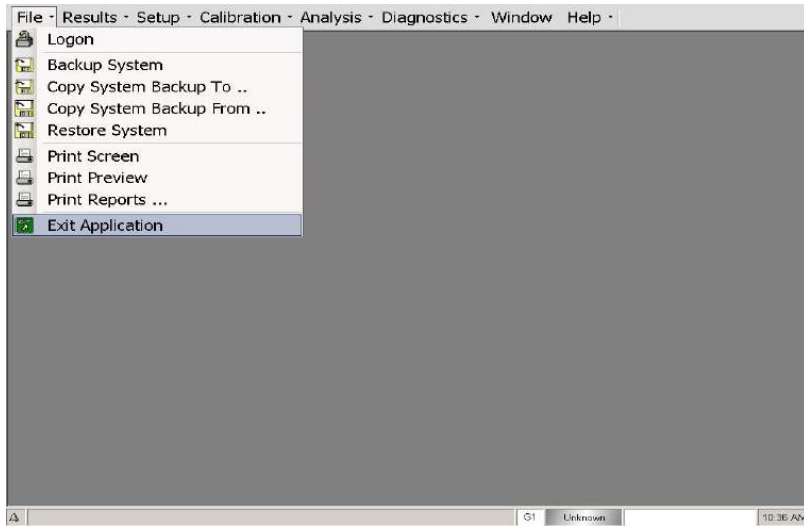 File Results Setup Calibration Analysis Diagnostics Window Help
Logon
Backup System
Copy System Backup To ..
Copy System Backup From ..
Restore System
Print Screen
Print Preview
Print Reports ...
Exit Application
G1 Unknown 10:36 AM